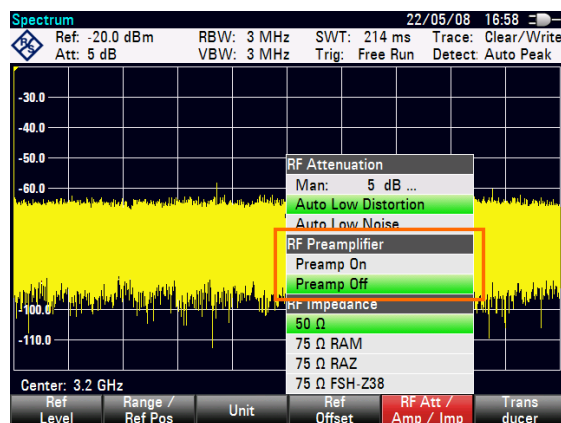 Spectrum 22/05/08 16:58
Ref: -20.0 dBm RBW: 3 MHz SWT: 214 ms Trace: Clear/Write
Att: 5 dB VBW: 3 MHz Trig: Free Run Detect: Auto Peak
-30.0
-40.0
-50.0
-60.0
-100.0
-110.0
RF Attenuation
Man: 5 dB ...
Auto Low Distortion
Auto Low Noise
RF Preamplifier
Preamp On
Preamp Off
RF Impedance
50 Ω
75 Ω RAM
75 Ω RAZ
75 Ω FSH-Z38
Center: 3.2 GHz
Ref Level
Range / Ref Pos
Unit
Ref Offset
RF Att / Amp / Imp
Trans ducer